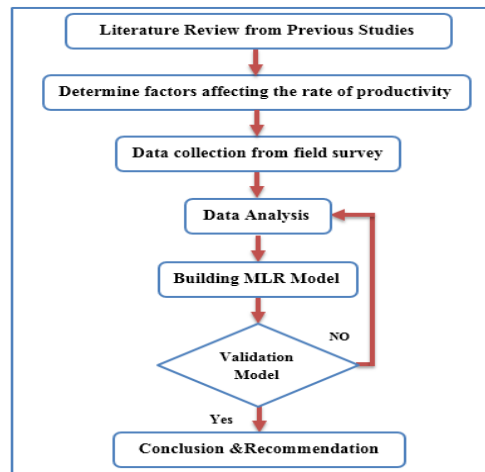 Literature Review from Previous Studies
Determine factors affecting the rate of productivity
Data collection from field survey
Data Analysis
Building MLR Model
NO
Validation
Model
Yes
Conclusion &Recommendation